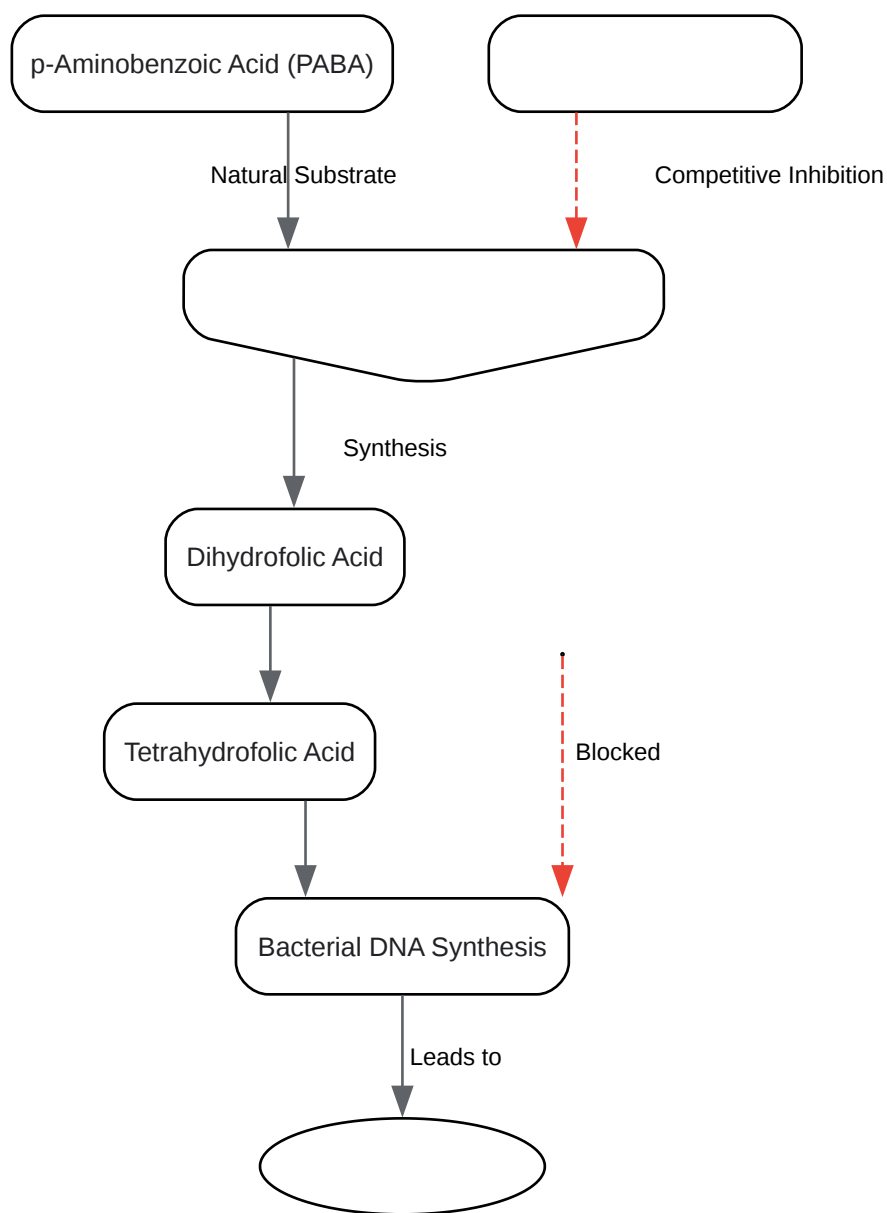 p-Aminobenzoic Acid (PABA)
Natural Substrate
Competitive Inhibition
Synthesis
Dihydrofolic Acid
Tetrahydrofolic Acid
Blocked
Bacterial DNA Synthesis
Leads to